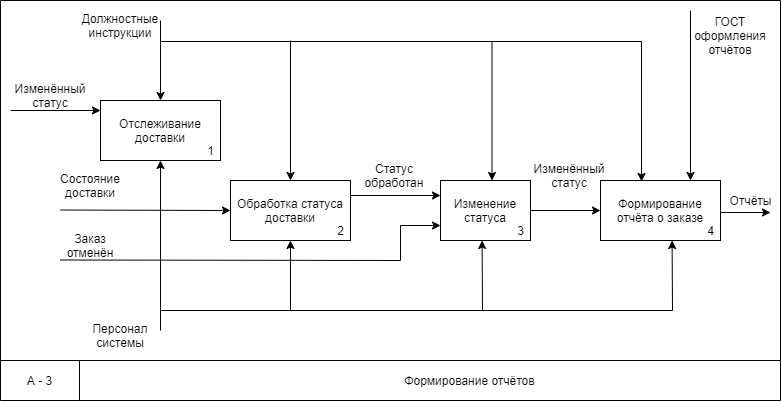 Должностные
инструкции
ГОСТ
оформления
отчётов
Изменённый
статус
Отслеживание
доставки
1
Состояние
доставки
Обработка статуса
доставки
2
Статус
обработан
Изменение
статуса
3
Изменённый
статус
Формирование
отчёта о заказе
4
Отчёты
Заказ
отменён
Персонал
системы
А - 3
Формирование отчётов